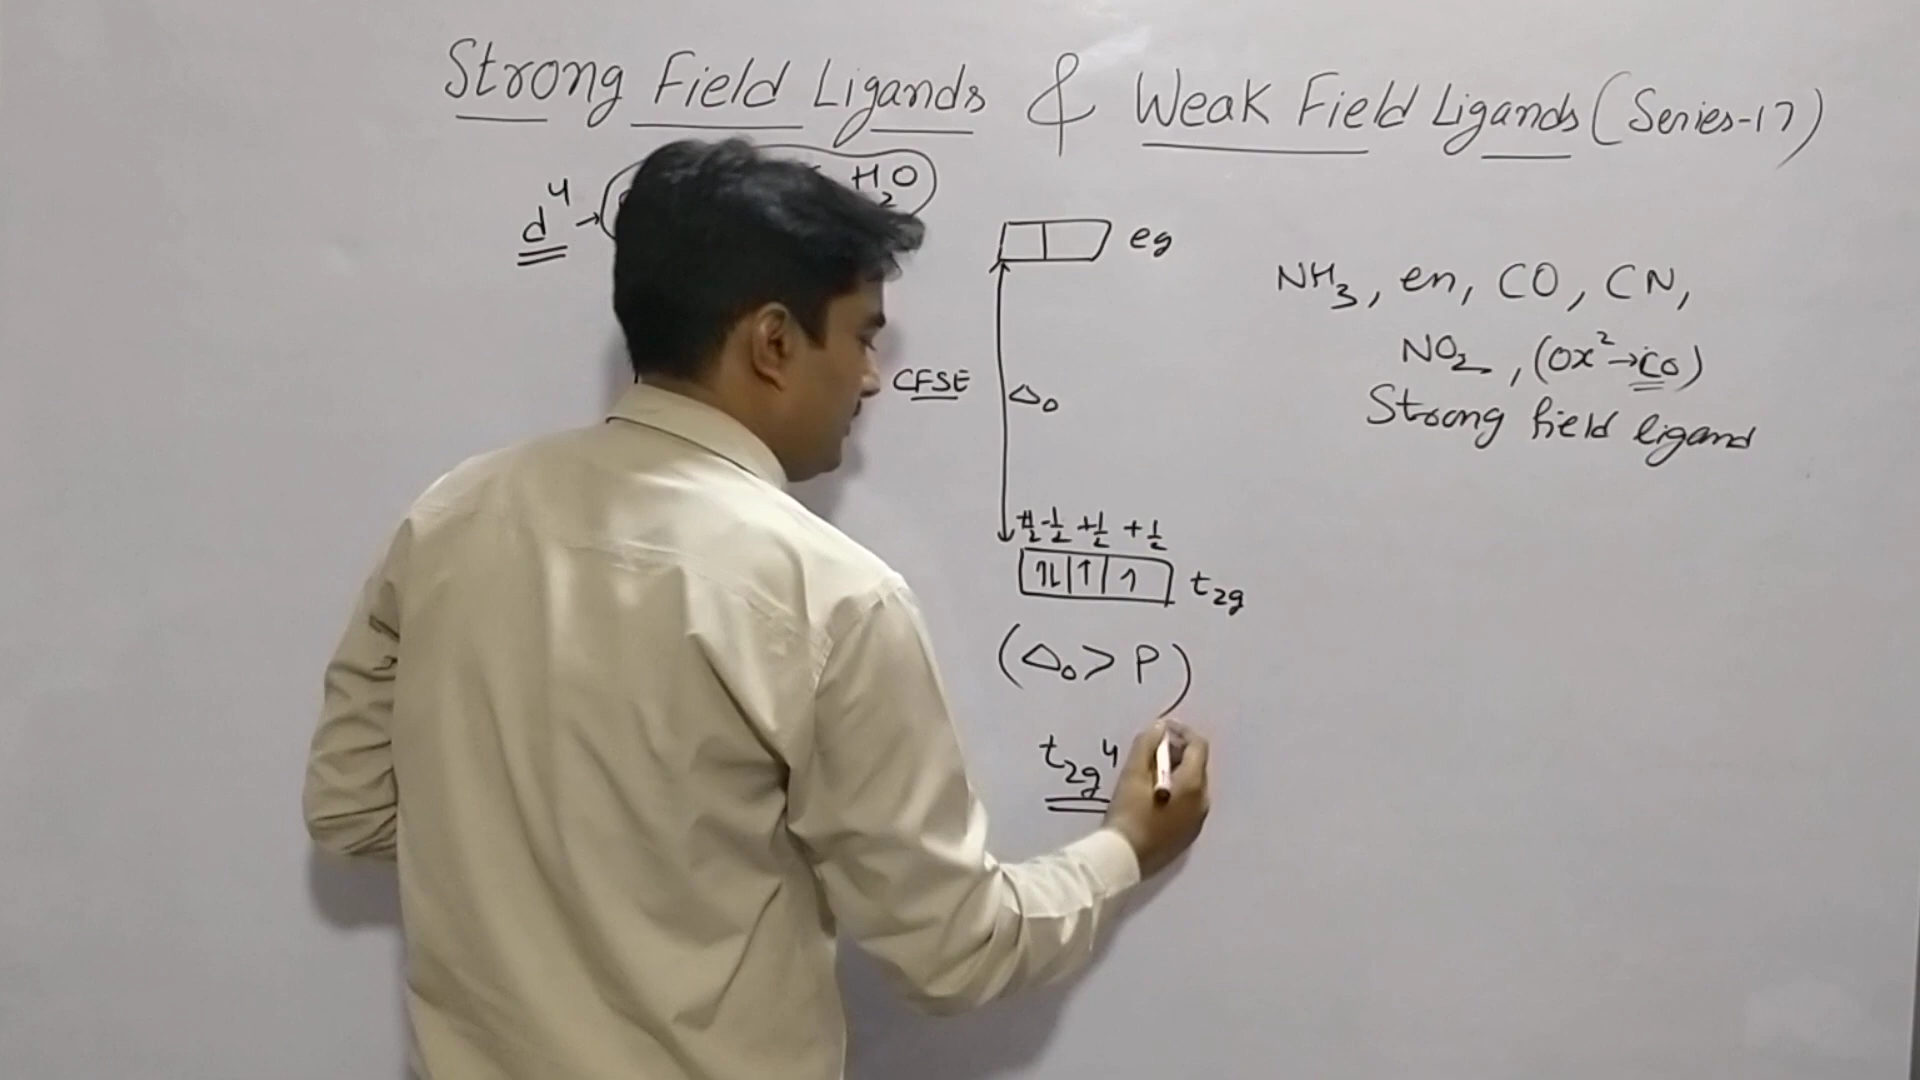 Strong Field Ligands & Weak Field Ligands (Series-17)
d⁴ → H₂O
eg
NH₃, en, CO, CN,
NO₂, (ox² → Co)
Strong field ligand
CFSE Δ₀
-½ +½ +½
↿⇂ ↿ ↿ t₂g
(Δ₀ > P)
t₂g⁴